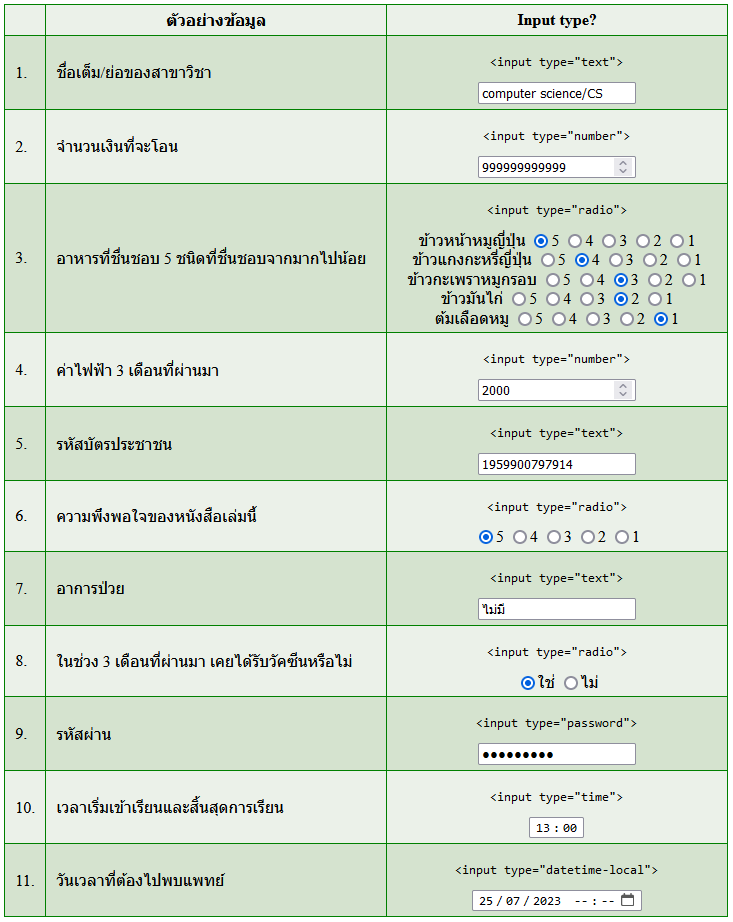 ตัวอย่างข้อมูล Input type?
1. ชื่อเต็ม/ย่อของสาขาวิชา <input type="text">
computer science/CS
2. จำนวนเงินที่จะโอน <input type="number">
999999999999
3. อาหารที่ชื่นชอบ 5 ชนิดที่ชื่นชอบจากมากไปน้อย <input type="radio">
ข้าวหน้าหมูญี่ปุ่น 5 4 3 2 1
ข้าวแกงกะหรี่ญี่ปุ่น 5 4 3 2 1
ข้าวกะเพราหมูกรอบ 5 4 3 2 1
ข้าวมันไก่ 5 4 3 2 1
ต้มเลือดหมู 5 4 3 2 1
4. ค่าไฟฟ้า 3 เดือนที่ผ่านมา <input type="number">
2000
5. รหัสบัตรประชาชน <input type="text">
1959900797914
6. ความพึงพอใจของหนังสือเล่มนี้ <input type="radio">
5 4 3 2 1
7. อาการป่วย <input type="text">
ไม่มี
8. ในช่วง 3 เดือนที่ผ่านมา เคยได้รับวัคซีนหรือไม่ <input type="radio">
ใช่ ไม่
9. รหัสผ่าน <input type="password">
•••••••••
10. เวลาเริ่มเข้าเรียนและสิ้นสุดการเรียน <input type="time">
13:00
11. วันเวลาที่ต้องไปพบแพทย์ <input type="datetime-local">
25/07/2023 --:--